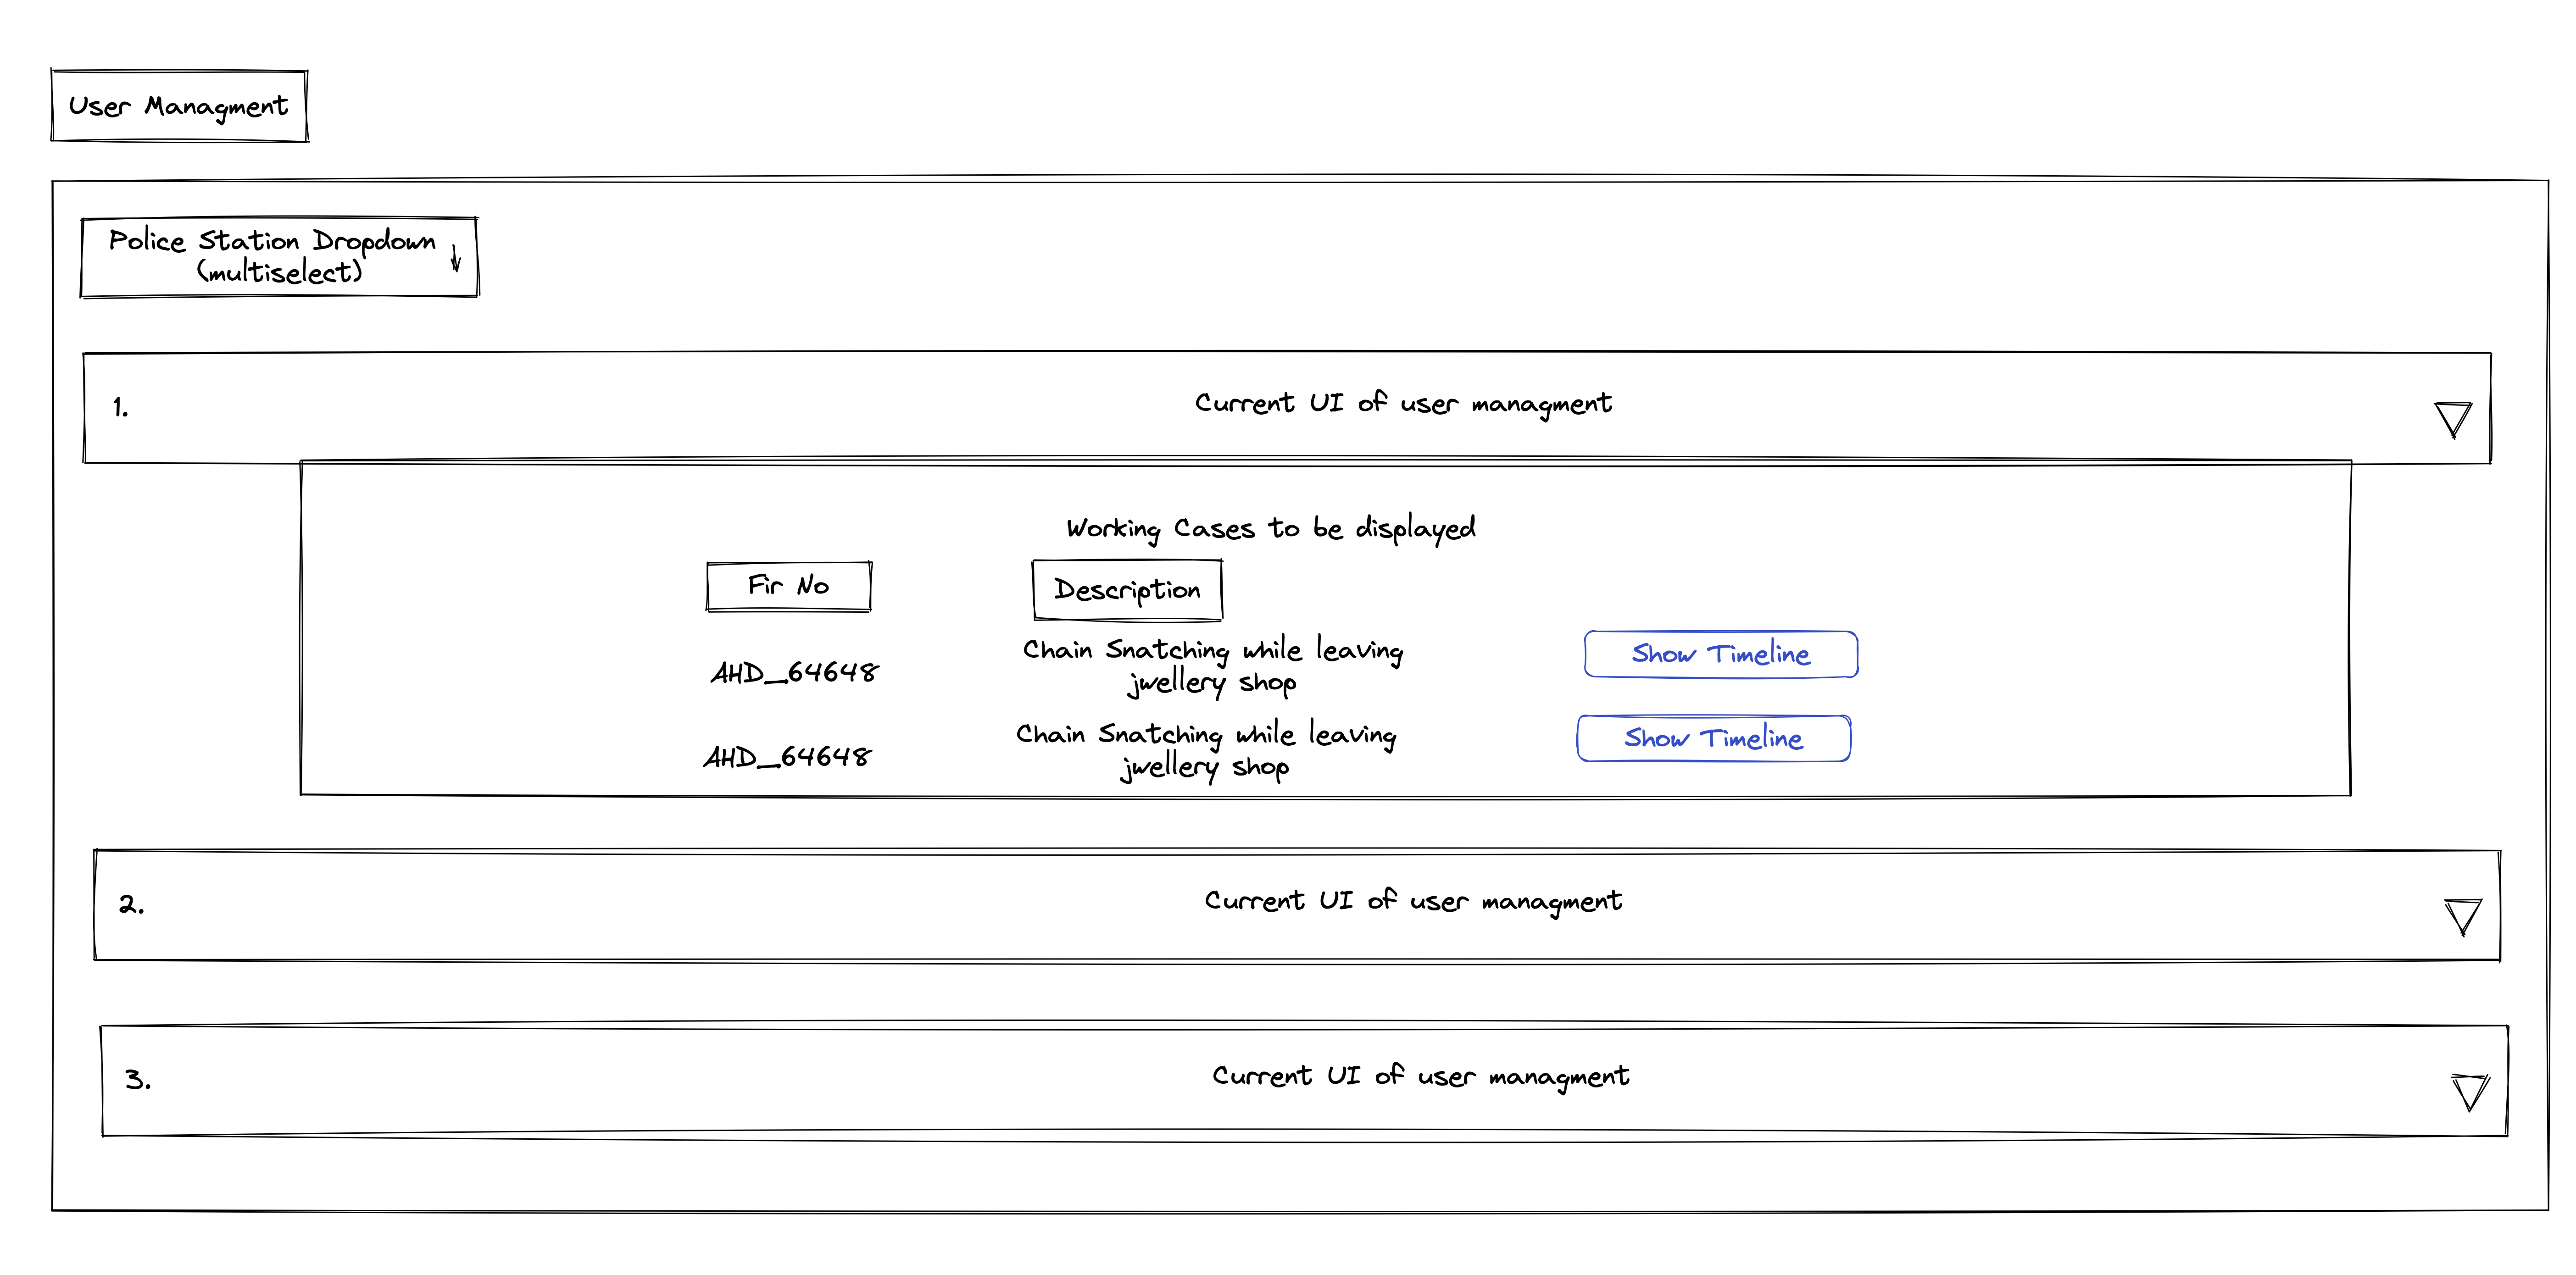 User Managment
Police Station Dropdown
(multiselect)
1.
Current UI of user managment
Working Cases to be displayed
Fir No
Description
AHD_64648
Chain Snatching while leaving
jwellery shop
Show Timeline
AHD_64648
Chain Snatching while leaving
jwellery shop
Show Timeline
2.
Current UI of user managment
3.
Current UI of user managment